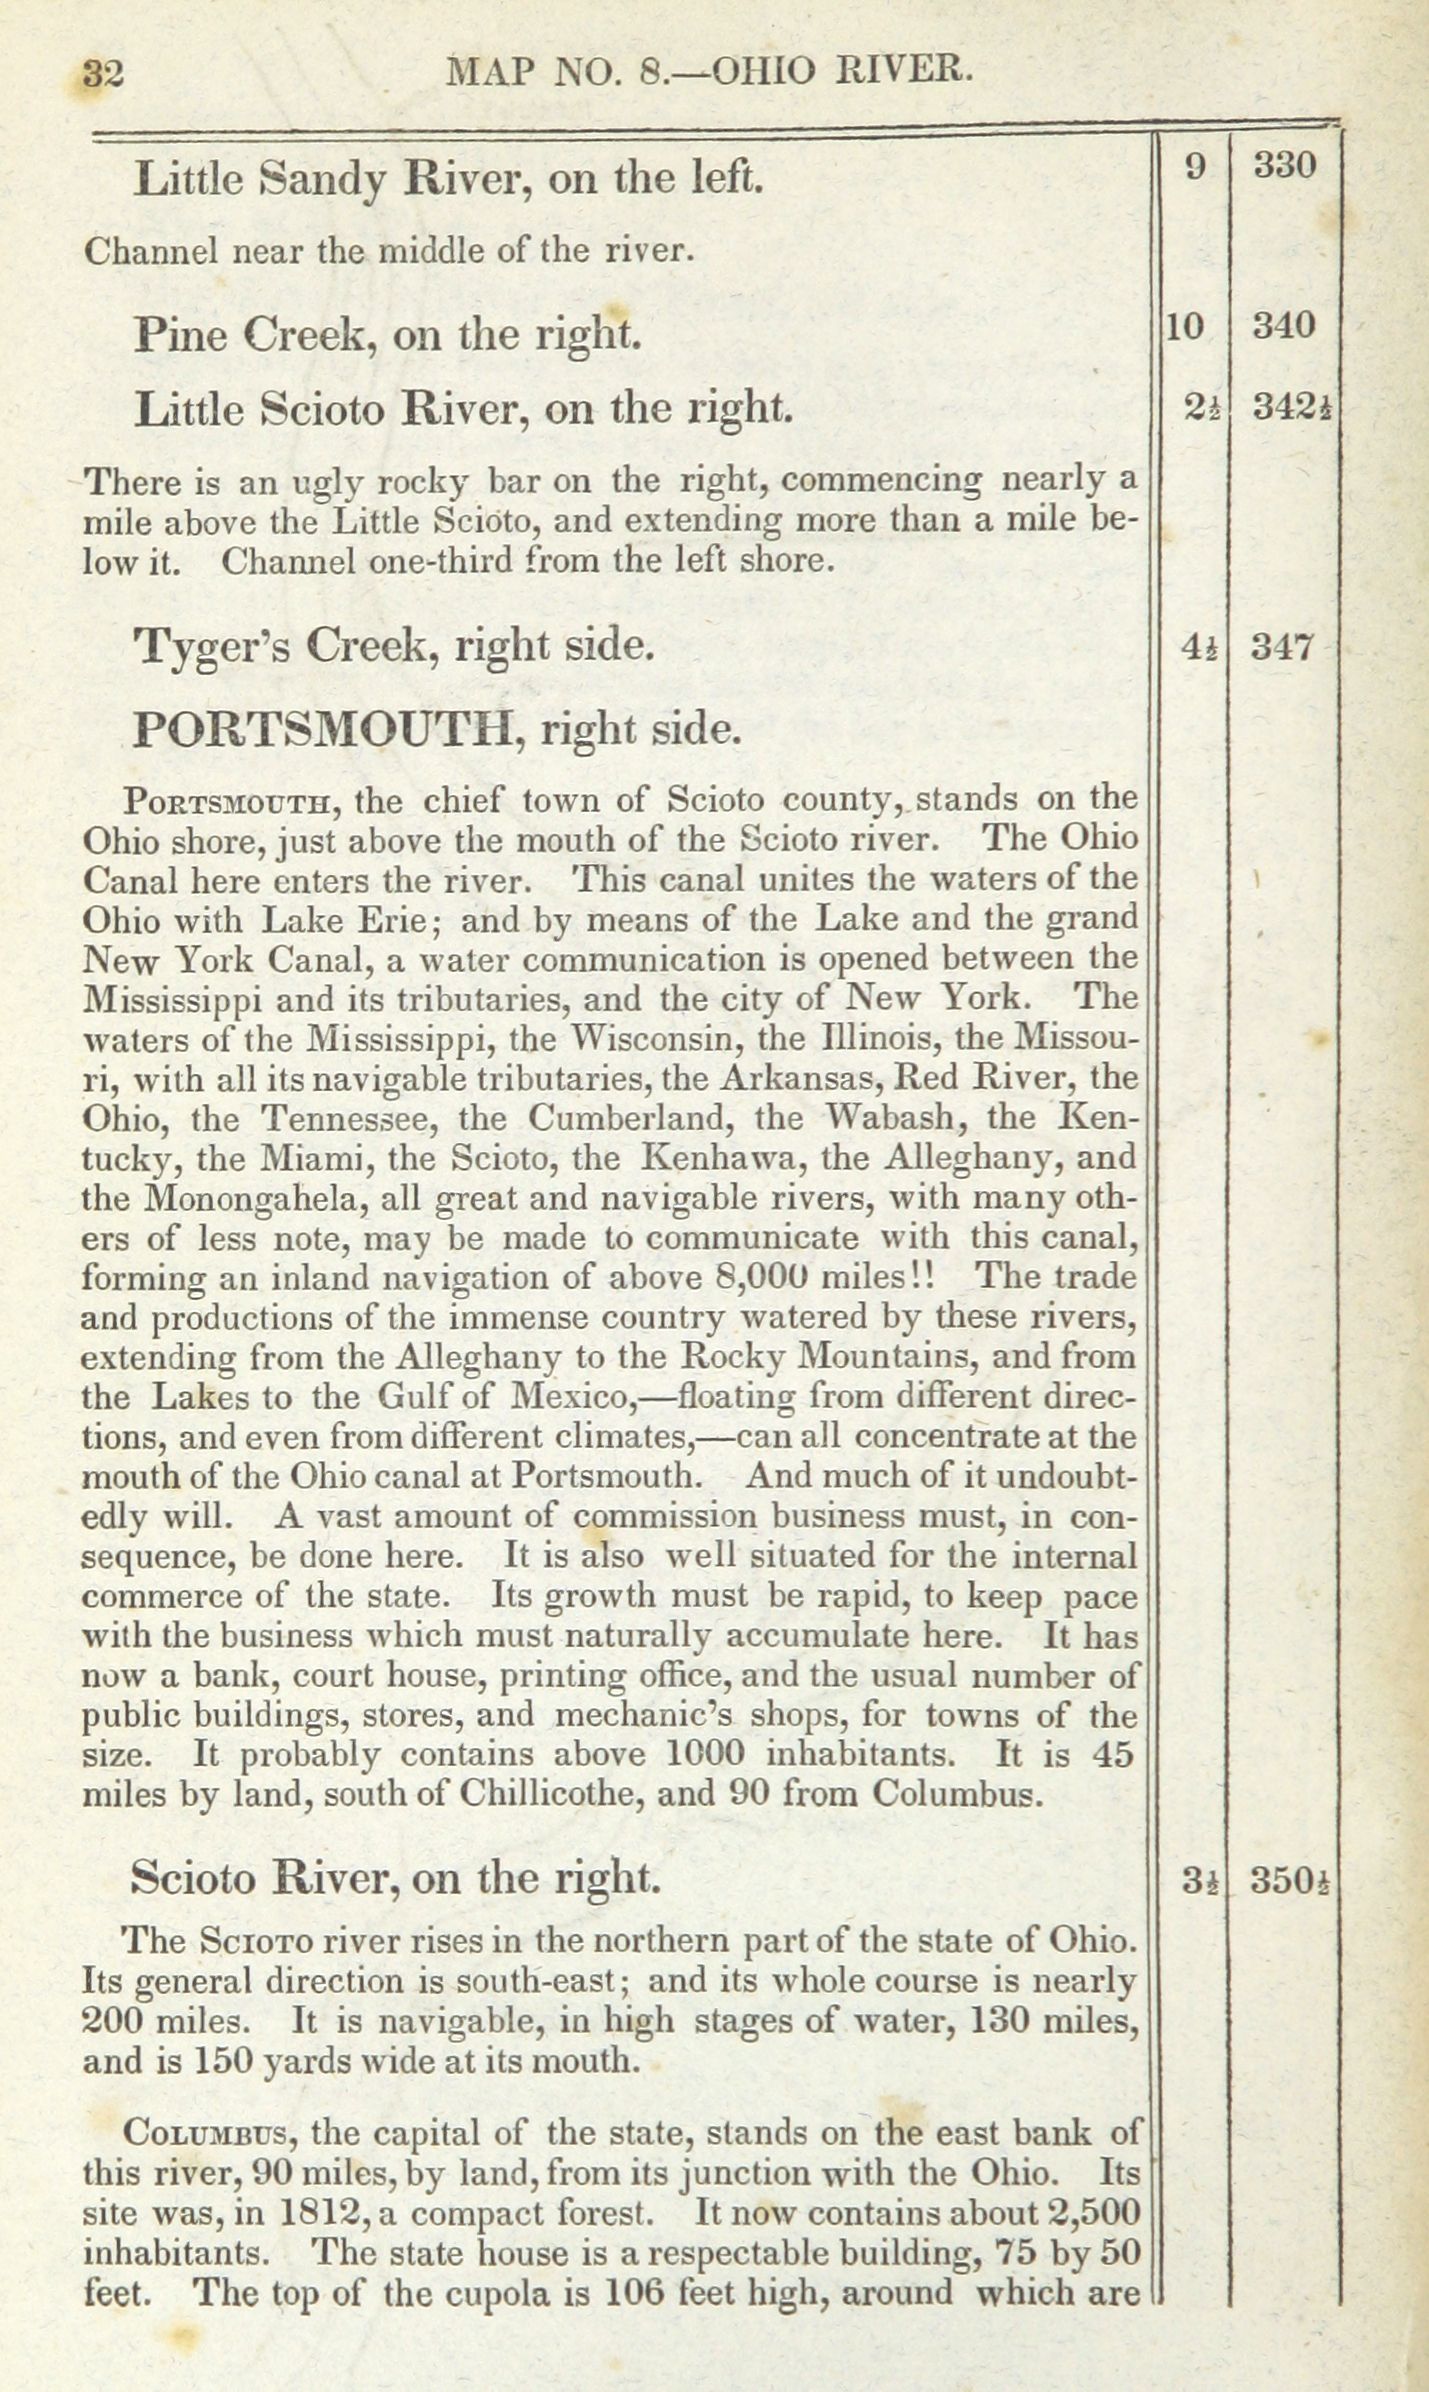 32 MAP NO. 8.—OHIO RIVER.
Little Sandy River, on the left. 9 330
Channel near the middle of the river.
Pine Creek, on the right. 10 340
Little Scioto River, on the right. 2½ 342½
There is an ugly rocky bar on the right, commencing nearly a
mile above the Little Scioto, and extending more than a mile be-
low it. Channel one-third from the left shore.
Tyger's Creek, right side. 4½ 347
PORTSMOUTH, right side.
PORTSMOUTH, the chief town of Scioto county, stands on the
Ohio shore, just above the mouth of the Scioto river. The Ohio
Canal here enters the river. This canal unites the waters of the
Ohio with Lake Erie; and by means of the Lake and the grand
New York Canal, a water communication is opened between the
Mississippi and its tributaries, and the city of New York. The
waters of the Mississippi, the Wisconsin, the Illinois, the Missou-
ri, with all its navigable tributaries, the Arkansas, Red River, the
Ohio, the Tennessee, the Cumberland, the Wabash, the Ken-
tucky, the Miami, the Scioto, the Kenhawa, the Alleghany, and
the Monongahela, all great and navigable rivers, with many oth-
ers of less note, may be made to communicate with this canal,
forming an inland navigation of above 8,000 miles!! The trade
and productions of the immense country watered by these rivers,
extending from the Alleghany to the Rocky Mountains, and from
the Lakes to the Gulf of Mexico,—floating from different direc-
tions, and even from different climates,—can all concentrate at the
mouth of the Ohio canal at Portsmouth. And much of it undoubt-
edly will. A vast amount of commission business must, in con-
sequence, be done here. It is also well situated for the internal
commerce of the state. Its growth must be rapid, to keep pace
with the business which must naturally accumulate here. It has
now a bank, court house, printing office, and the usual number of
public buildings, stores, and mechanic's shops, for towns of the
size. It probably contains above 1000 inhabitants. It is 45
miles by land, south of Chillicothe, and 90 from Columbus.
Scioto River, on the right. 3½ 350½
The SCIOTO river rises in the northern part of the state of Ohio.
Its general direction is south-east; and its whole course is nearly
200 miles. It is navigable, in high stages of water, 130 miles,
and is 150 yards wide at its mouth.
COLUMBUS, the capital of the state, stands on the east bank of
this river, 90 miles, by land, from its junction with the Ohio. Its
site was, in 1812, a compact forest. It now contains about 2,500
inhabitants. The state house is a respectable building, 75 by 50
feet. The top of the cupola is 106 feet high, around which are